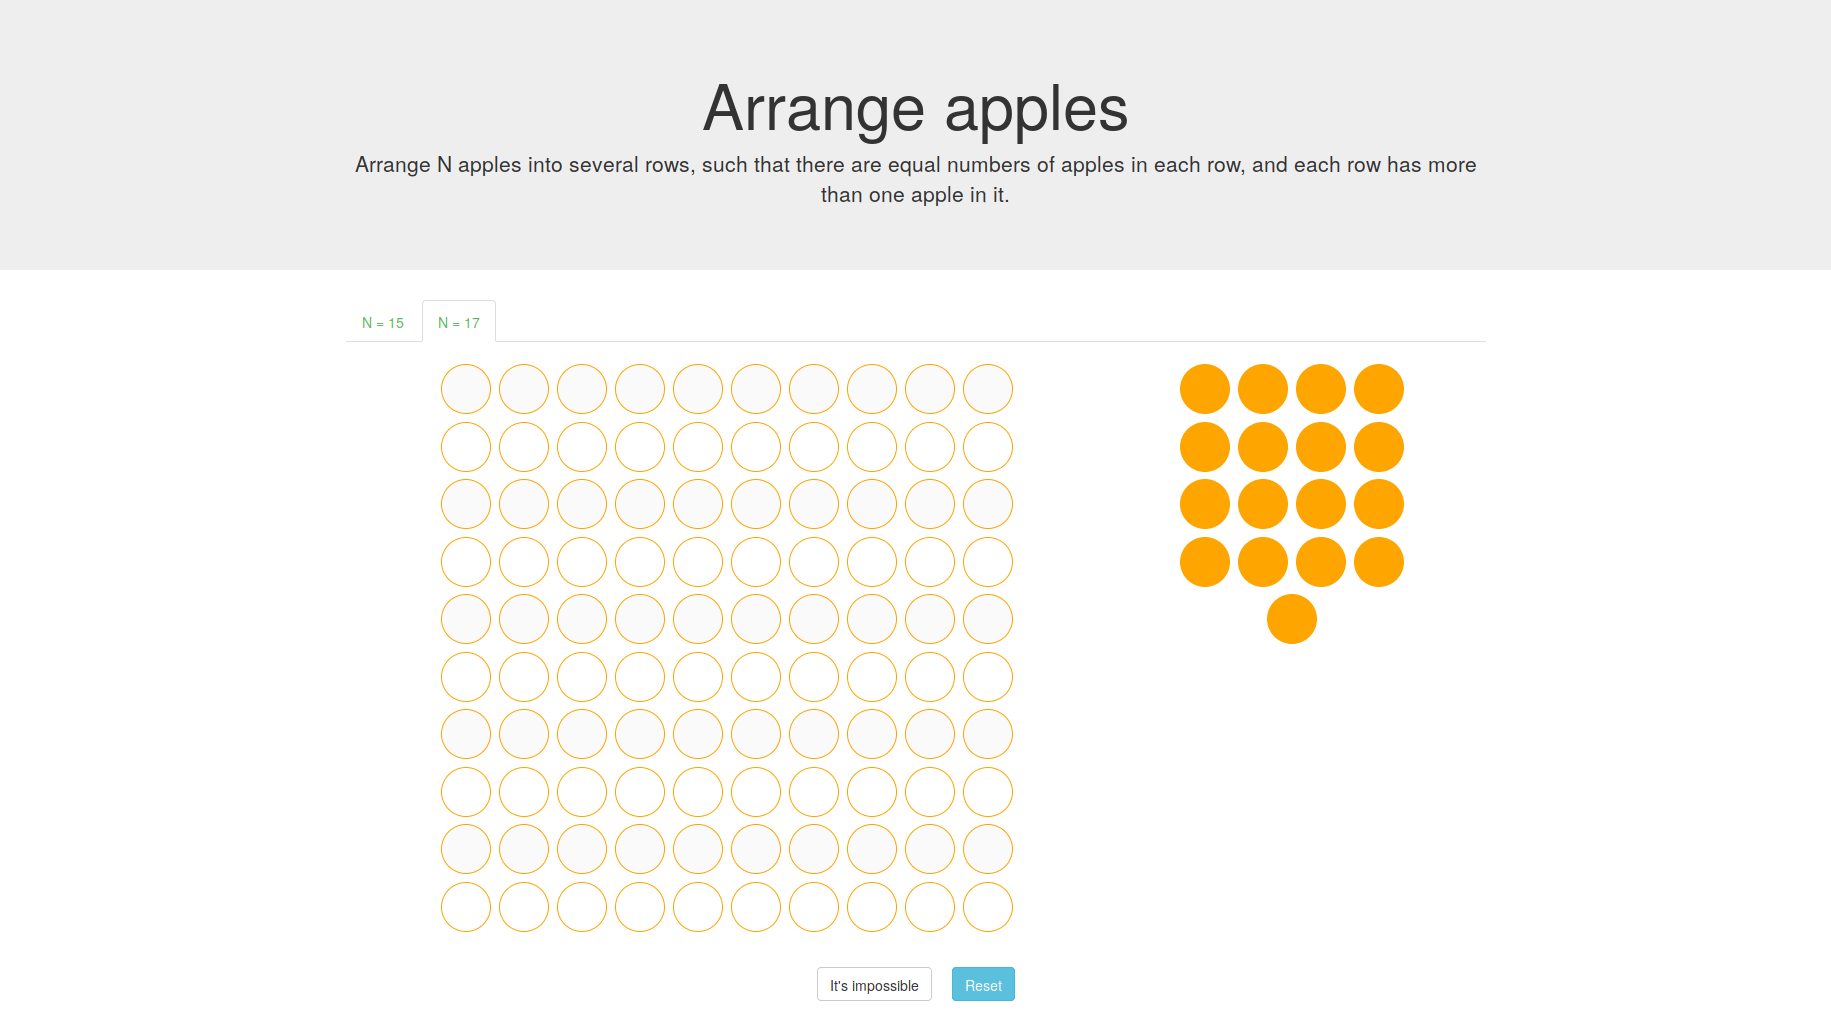 Arrange apples
Arrange N apples into several rows, such that there are equal numbers of apples in each row, and each row has more
than one apple in it.
N = 15
N = 17
It's impossible
Reset